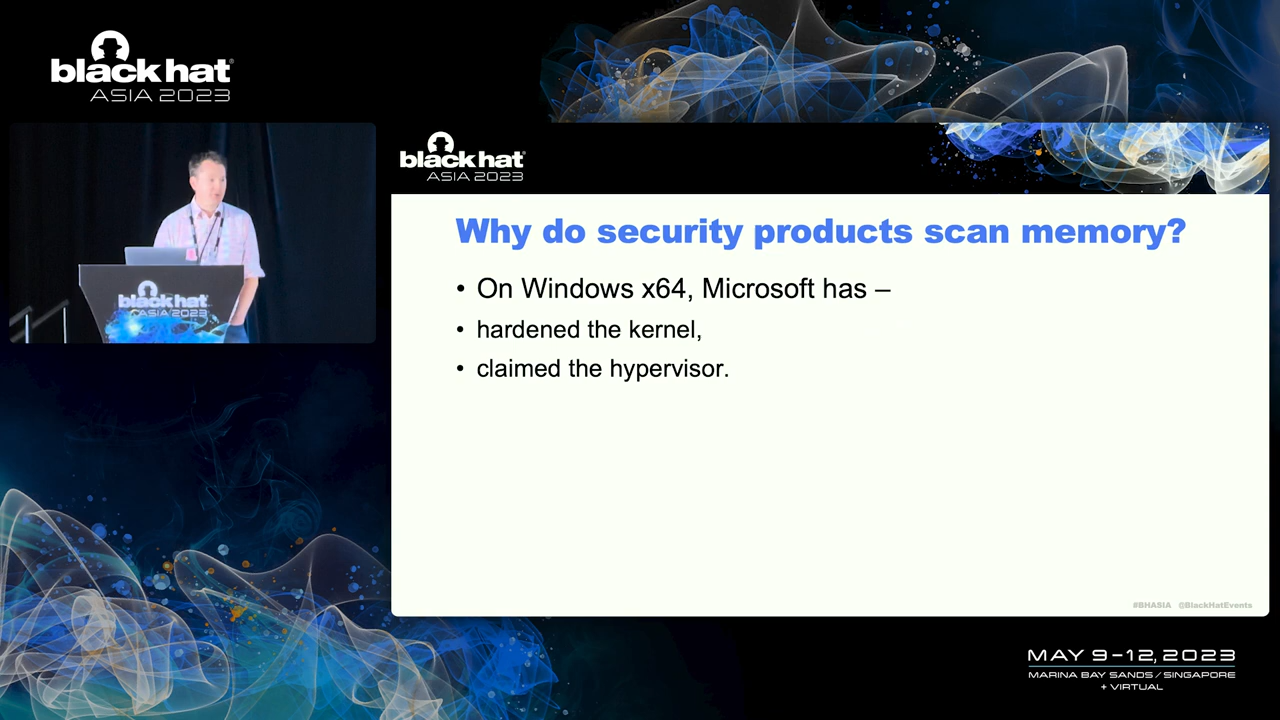 black hat
ASIA 2023
black hat
ASIA 2023
Why do security products scan memory?
• On Windows x64, Microsoft has –
• hardened the kernel,
• claimed the hypervisor.
#BHASIA @BlackHatEvents
black hat
ASIA 2023
MAY 9-12, 2023
MARINA BAY SANDS / SINGAPORE
+ VIRTUAL